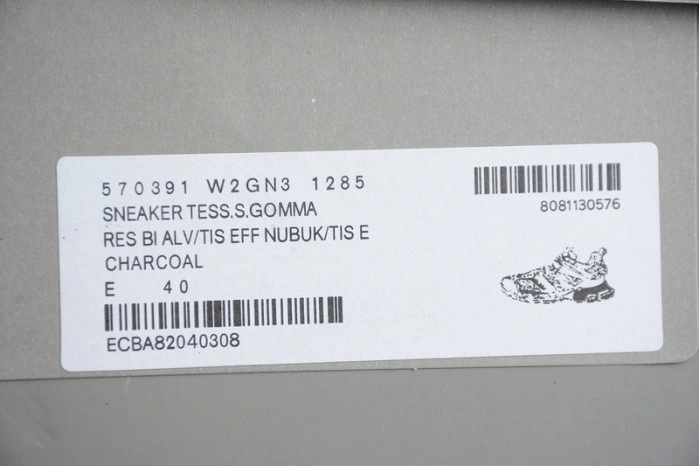 570391 W2GN3 1285
SNEAKER TESS.S.GOMMA
RES BI ALV/TIS EFF NUBUK/TIS E
CHARCOAL
E 40
ECBA82040308
8081130576